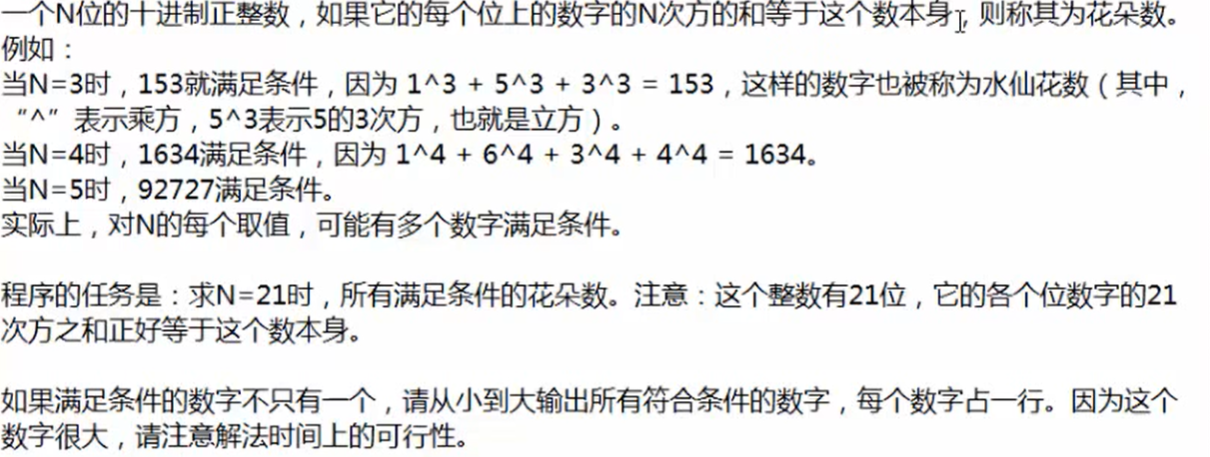 一个N位的十进制正整数，如果它的每个位上的数字的N次方的和等于这个数本身，则称其为花朵数。
例如：
当N=3时，153就满足条件，因为 1^3 + 5^3 + 3^3 = 153，这样的数字也被称为水仙花数（其中，
“^”表示乘方，5^3表示5的3次方，也就是立方）。
当N=4时，1634满足条件，因为 1^4 + 6^4 + 3^4 + 4^4 = 1634。
当N=5时，92727满足条件。
实际上，对N的每个取值，可能有多个数字满足条件。
程序的任务是：求N=21时，所有满足条件的花朵数。注意：这个整数有21位，它的各个位数字的21
次方之和正好等于这个数本身。
如果满足条件的数字不只有一个，请从小到大输出所有符合条件的数字，每个数字占一行。因为这个
数字很大，请注意解法时间上的可行性。